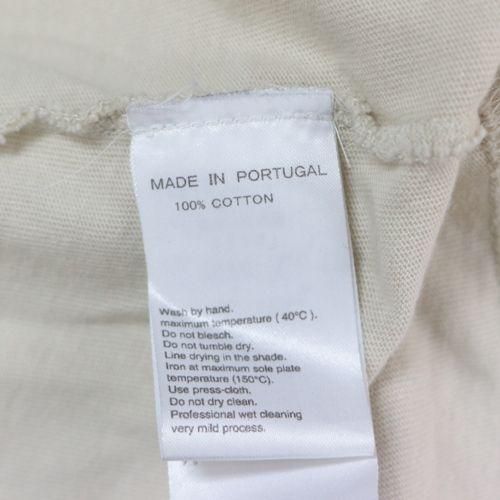 MADE IN PORTUGAL
100% COTTON
Wash by hand.
maximum temperature (40°C).
Do not bleach.
Do not tumble dry.
Line drying in the shade.
Iron at maximum sole plate
temperature (150°C).
Use press-cloth.
Do not dry clean.
Professional wet cleaning
very mild process.